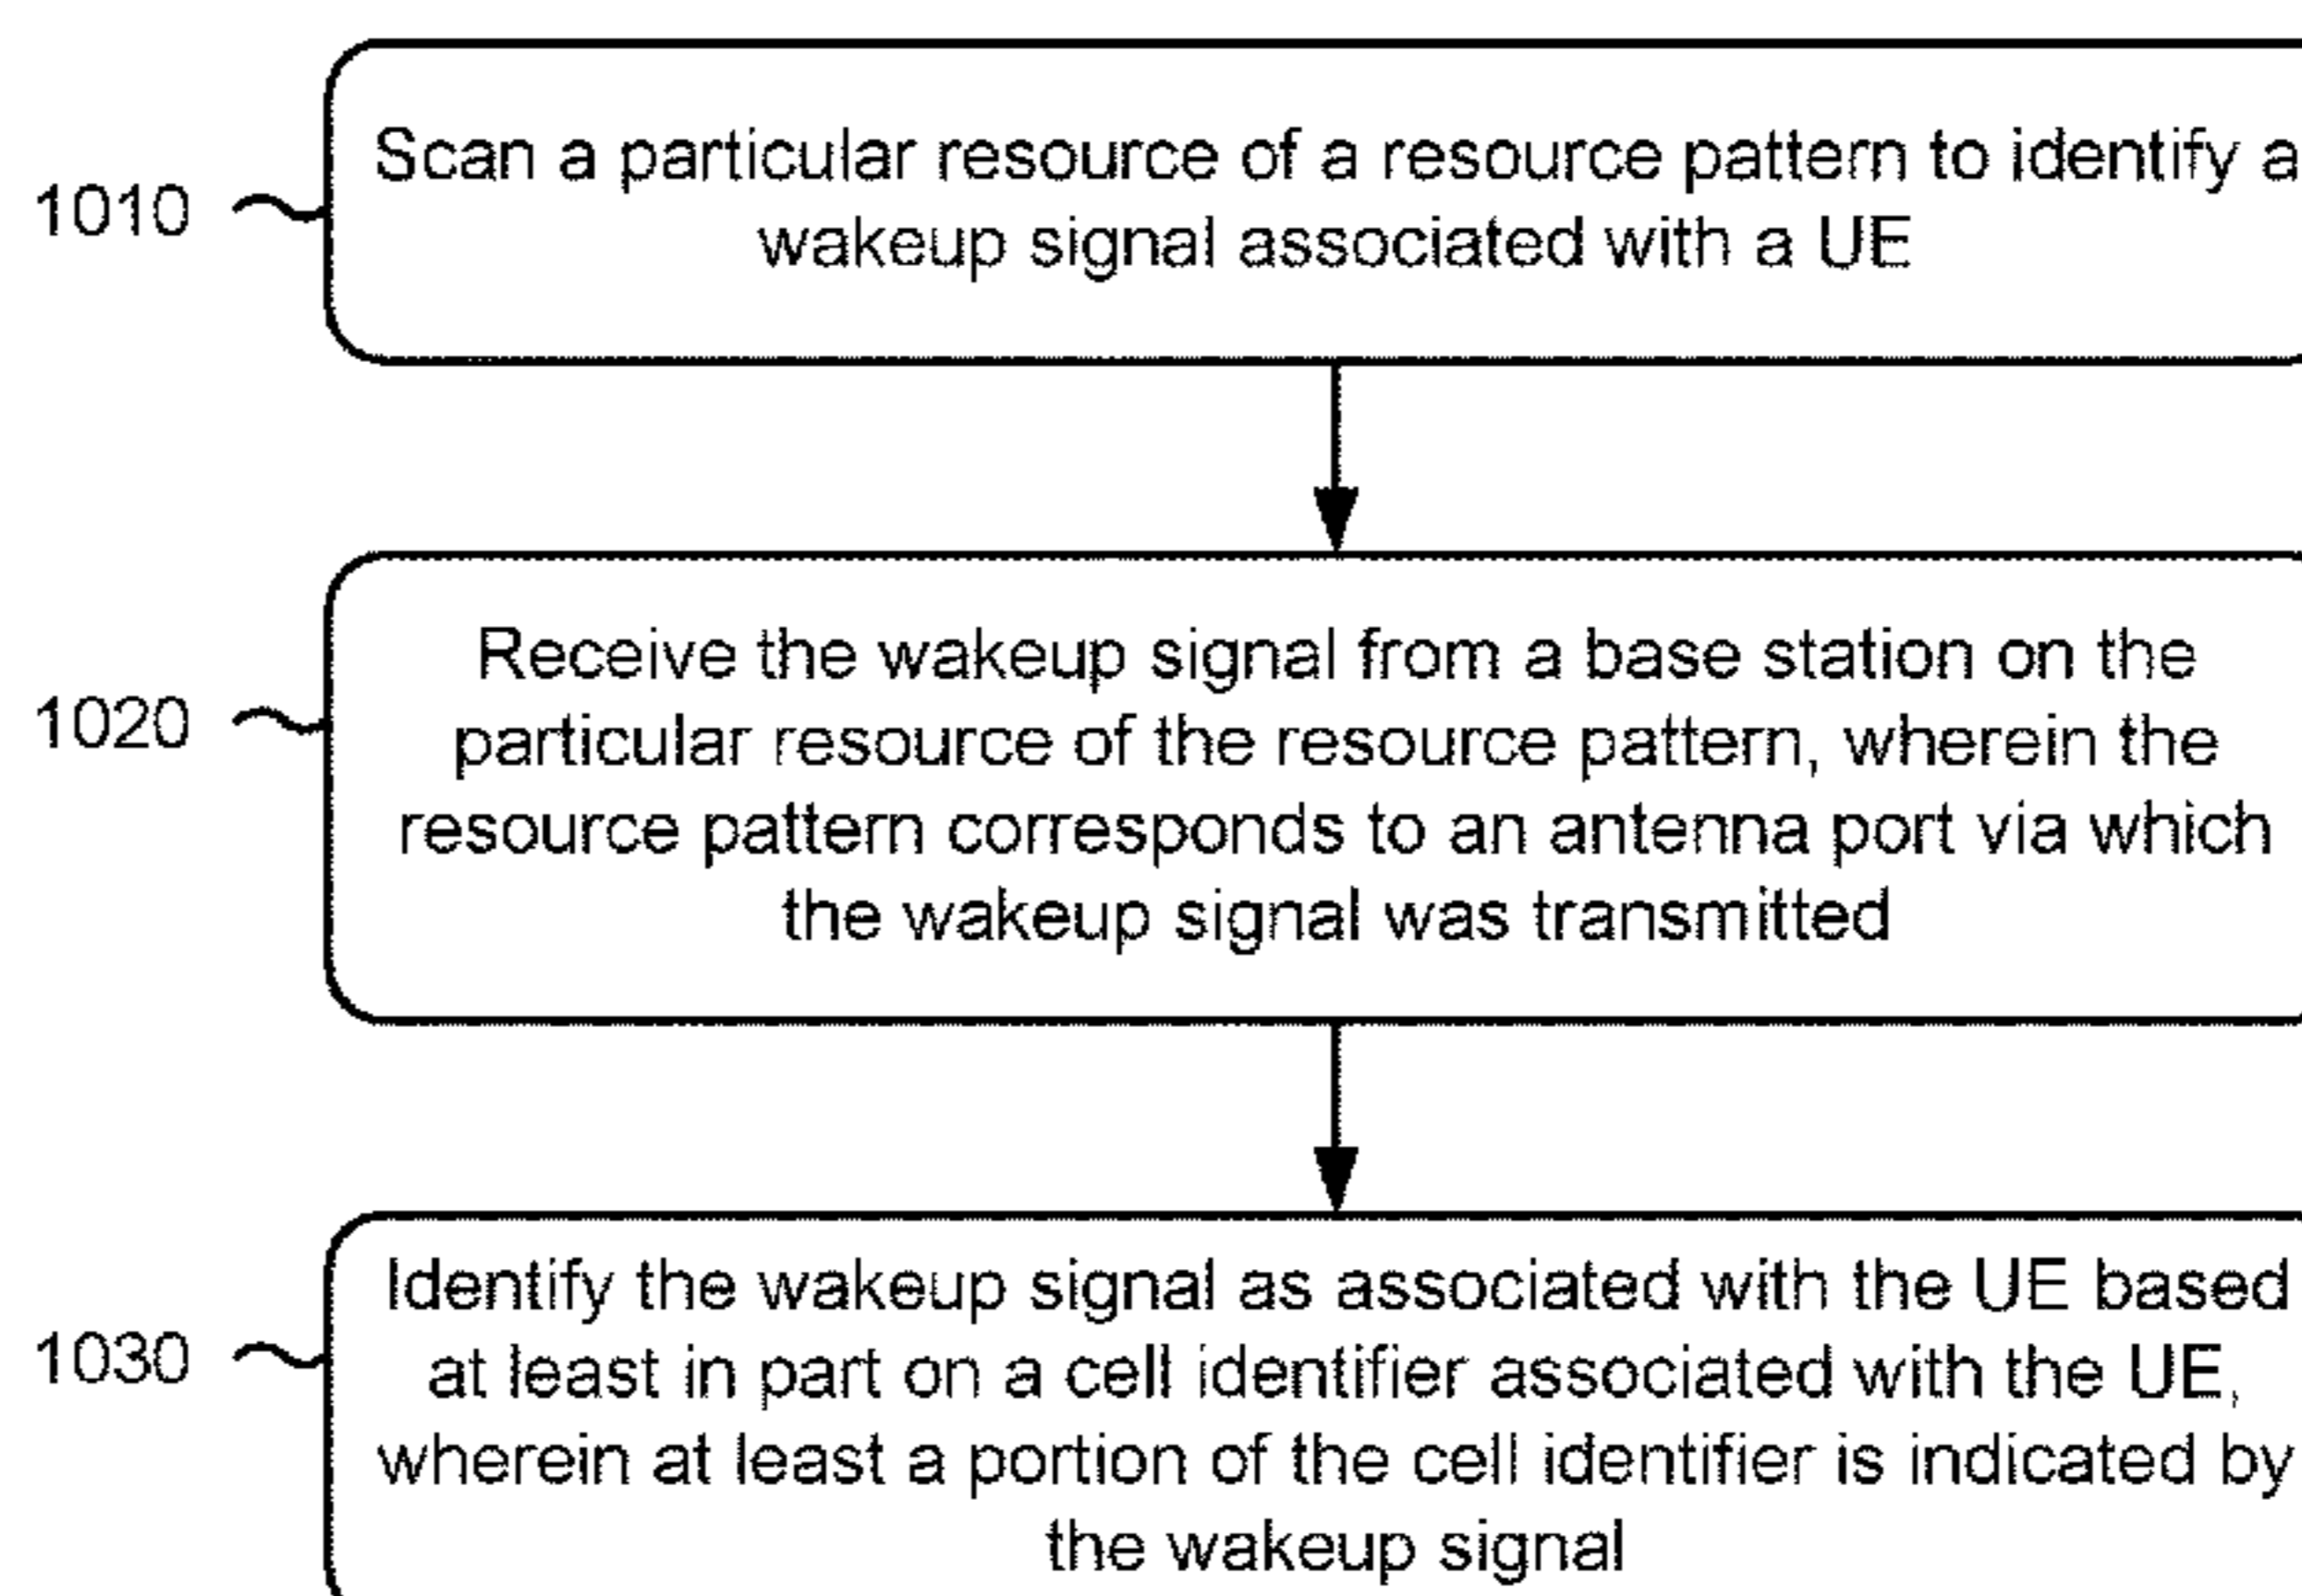 1010
Scan a particular resource of a resource pattern to identify a
wakeup signal associated with a UE
1020
Receive the wakeup signal from a base station on the
particular resource of the resource pattern, wherein the
resource pattern corresponds to an antenna port via which
the wakeup signal was transmitted
1030
Identify the wakeup signal as associated with the UE based
at least in part on a cell identifier associated with the UE,
wherein at least a portion of the cell identifier is indicated by
the wakeup signal